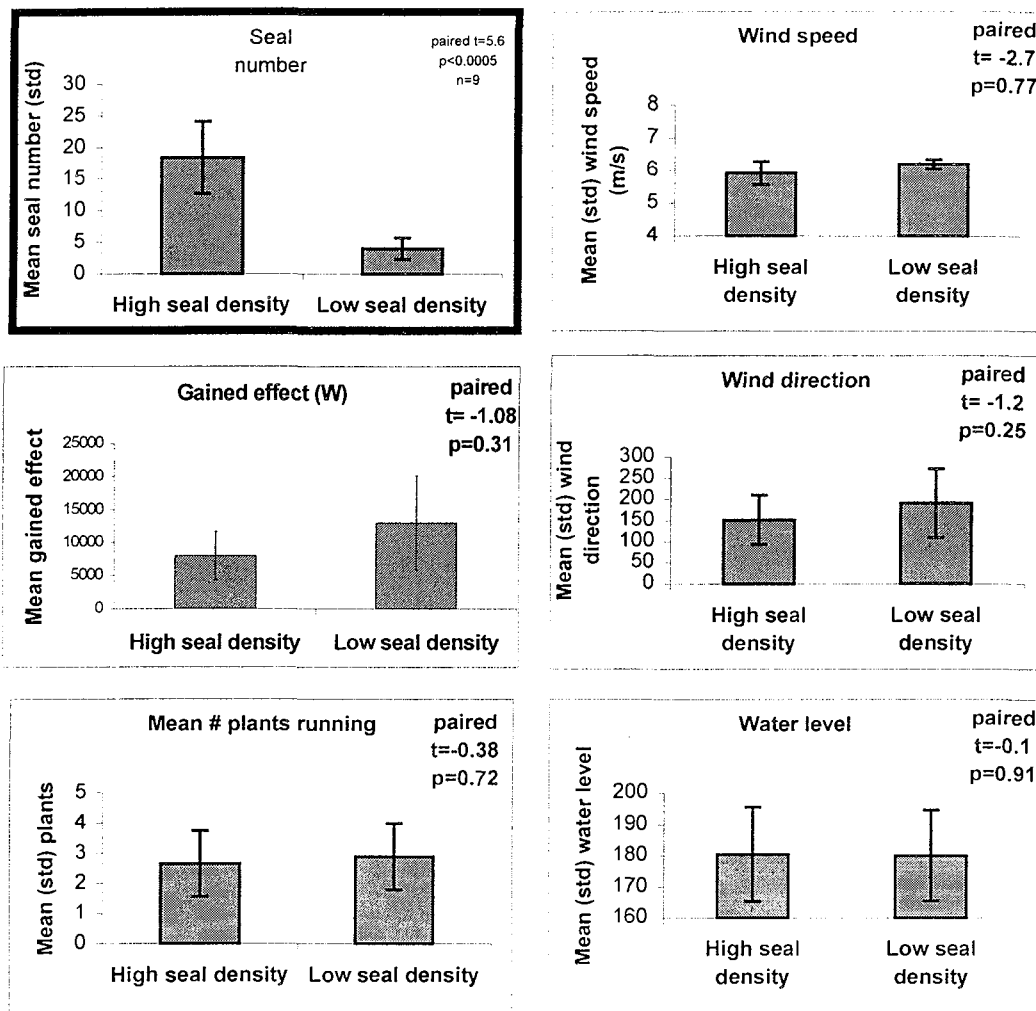 Seal
number
paired t=5.6
p<0.0005
n=9
Mean seal number (std)
30
25
20
15
10
5
0
High seal density Low seal density
Wind speed
paired
t= -2.7
p=0.77
Mean (std) wind speed
(m/s)
8
7
6
5
4
High seal
density
Low seal
density
Gained effect (W)
paired
t= -1.08
p=0.31
Mean gained effect
25000
20000
15000
10000
5000
0
High seal density Low seal density
Wind direction
paired
t= -1.2
p=0.25
Mean (std) wind
direction
300
250
200
150
100
50
0
High seal
density
Low seal
density
Mean # plants running
paired
t=-0.38
p=0.72
Mean (std) plants
5
4
3
2
1
0
High seal density Low seal density
Water level
paired
t=-0.1
p=0.91
Mean (std) water level
200
190
180
170
160
High seal
density
Low seal
density